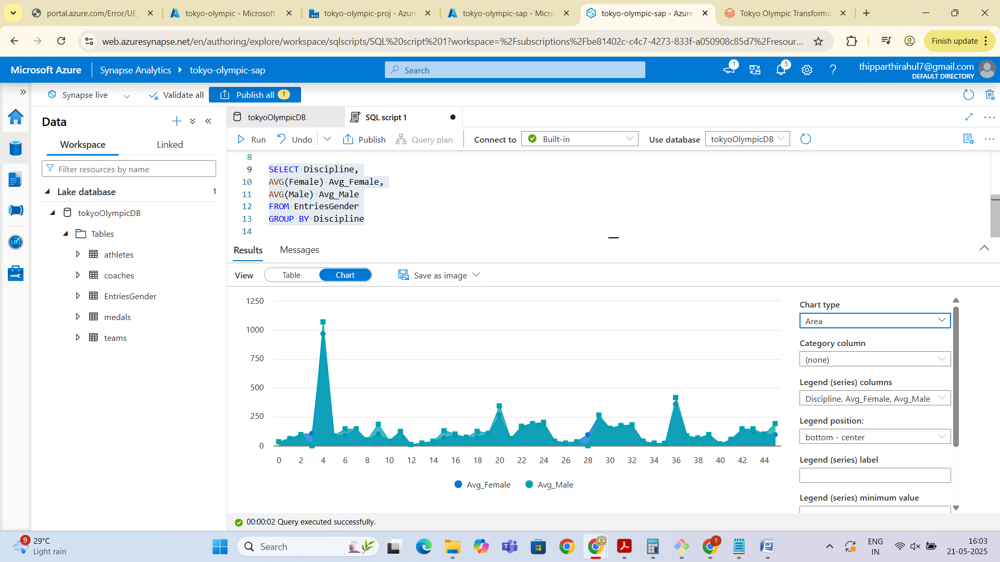 portal.azure.com/Error/UE_
tokyo-olympic - Microsoft
tokyo-olympic-proj - Azure
tokyo-olympic-sap - Micro
tokyo-olympic-sap - Azure
Tokyo Olympic Transforma
web.azuresynapse.net/en/authoring/explore/workspace/sqlscripts/SQL%20script%201?workspace=%2Fsubscriptions%2Fbe81402c-c4c7-4273-833f-a050908c85d7%2Fresour...
Finish update
Microsoft Azure
Synapse Analytics
tokyo-olympic-sap
Search
1
5
thipparthirahul7@gmail.com
DEFAULT DIRECTORY
Synapse live
Validate all
Publish all 1
Data
Workspace
Linked
Filter resources by name
Lake database 1
tokyoOlympicDB
Tables
athletes
coaches
EntriesGender
medals
teams
tokyoOlympicDB
SQL script 1
Run
Undo
Publish
Query plan
Connect to
Built-in
Use database
tokyoOlympicDB
8
9 SELECT Discipline,
10 AVG(Female) Avg_Female,
11 AVG(Male) Avg_Male
12 FROM EntriesGender
13 GROUP BY Discipline
14
Results
Messages
View
Table
Chart
Save as image
1250
1000
750
500
250
0
0 2 4 6 8 10 12 14 16 18 20 22 24 26 28 30 32 34 36 38 40 42 44
Avg_Female
Avg_Male
Chart type
Area
Category column
(none)
Legend (series) columns
Discipline, Avg_Female, Avg_Male
Legend position:
bottom - center
Legend (series) label
Legend (series) minimum value
00:00:02 Query executed successfully.
9
29°C
Light rain
Search
T
ENG
IN
16:03
21-05-2025